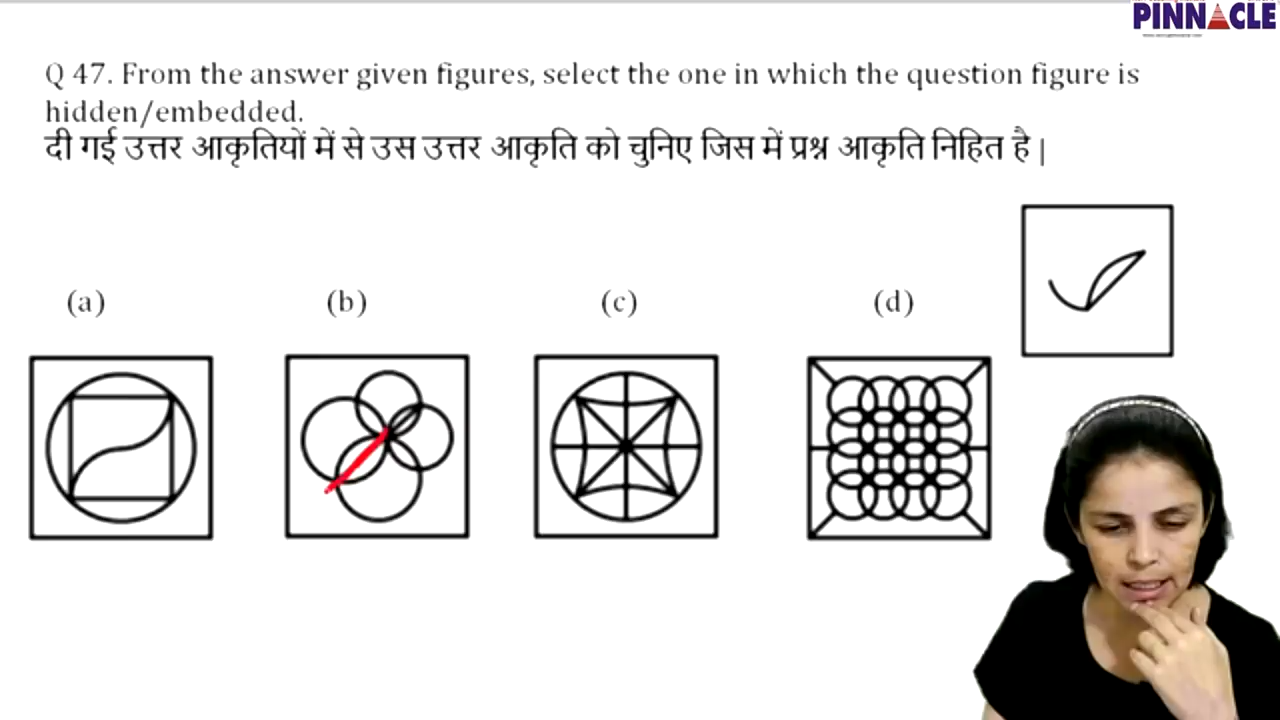 PINNACLE
Q 47. From the answer given figures, select the one in which the question figure is
hidden/embedded.
दी गई उत्तर आकृतियों में से उस उत्तर आकृति को चुनिए जिस में प्रश्न आकृति निहित है |
(a)
(b)
(c)
(d)